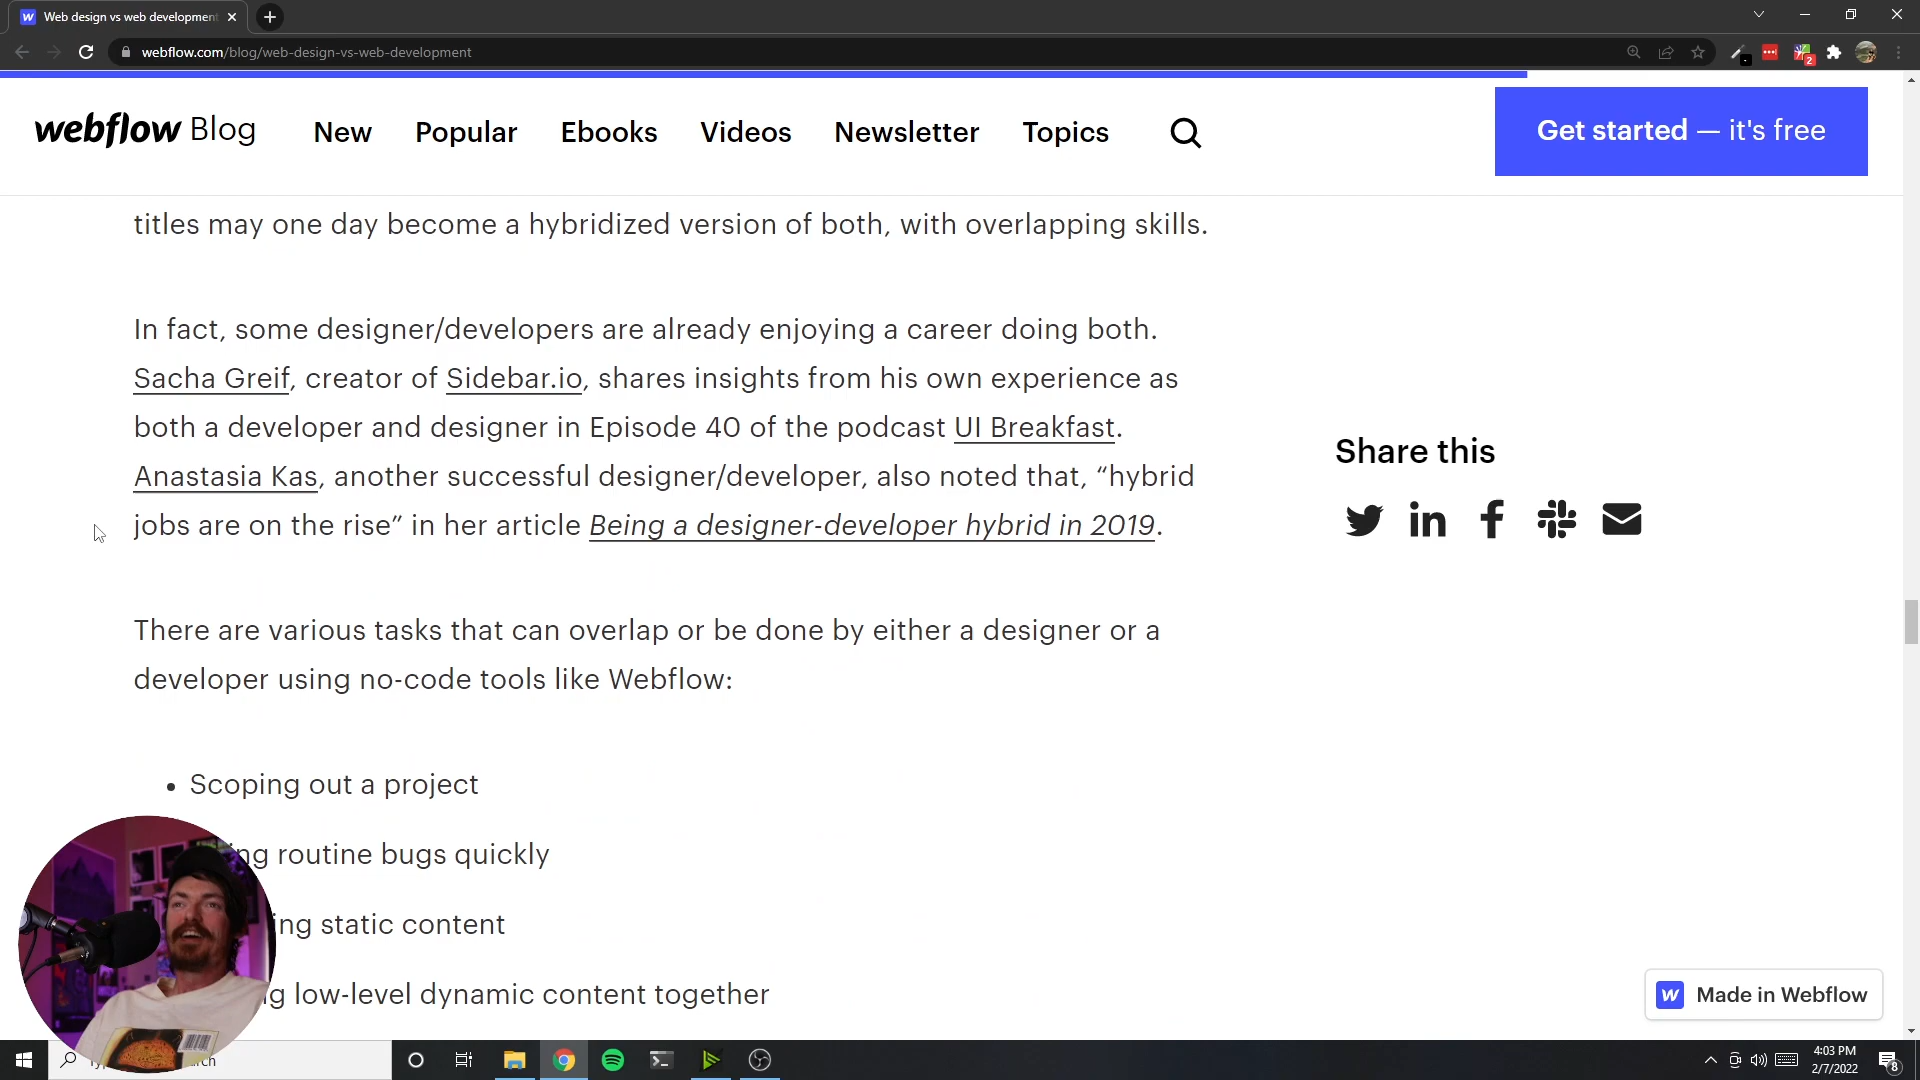 Web design vs web development
webflow.com/blog/web-design-vs-web-development
2
webflow Blog
New
Popular
Ebooks
Videos
Newsletter
Topics
Get started — it's free
titles may one day become a hybridized version of both, with overlapping skills.
In fact, some designer/developers are already enjoying a career doing both.
Sacha Greif, creator of Sidebar.io, shares insights from his own experience as
both a developer and designer in Episode 40 of the podcast UI Breakfast.
Anastasia Kas, another successful designer/developer, also noted that, “hybrid
jobs are on the rise” in her article Being a designer-developer hybrid in 2019.
Share this
There are various tasks that can overlap or be done by either a designer or a
developer using no-code tools like Webflow:
• Scoping out a project
routine bugs quickly
static content
low-level dynamic content together
Made in Webflow
4:03 PM
2/7/2022
8